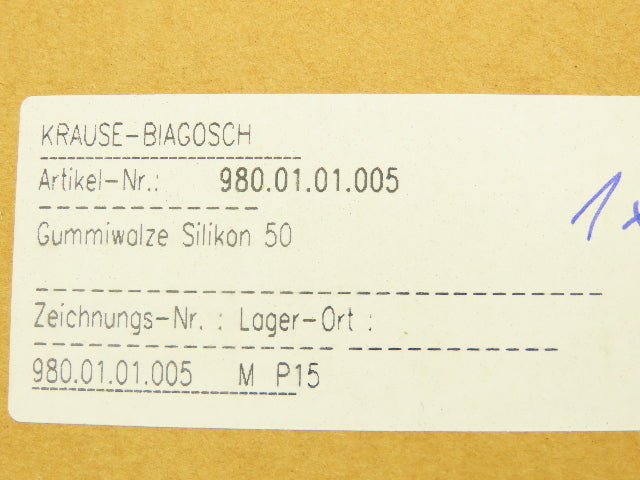 KRAUSE-BIAGOSCH
Artikel-Nr.: 980.01.01.005
Gummiwalze Silikon 50
Zeichnungs-Nr. : Lager-Ort :
980.01.01.005 M P15
1x